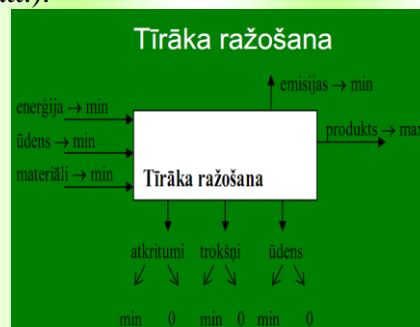 Tīrāka ražošana
emisijas → min
enerģija → min
produkts → max
ūdens → min
materiāli → min
Tīrāka ražošana
atkritumi trokšņi ūdens
min 0 min 0 min 0